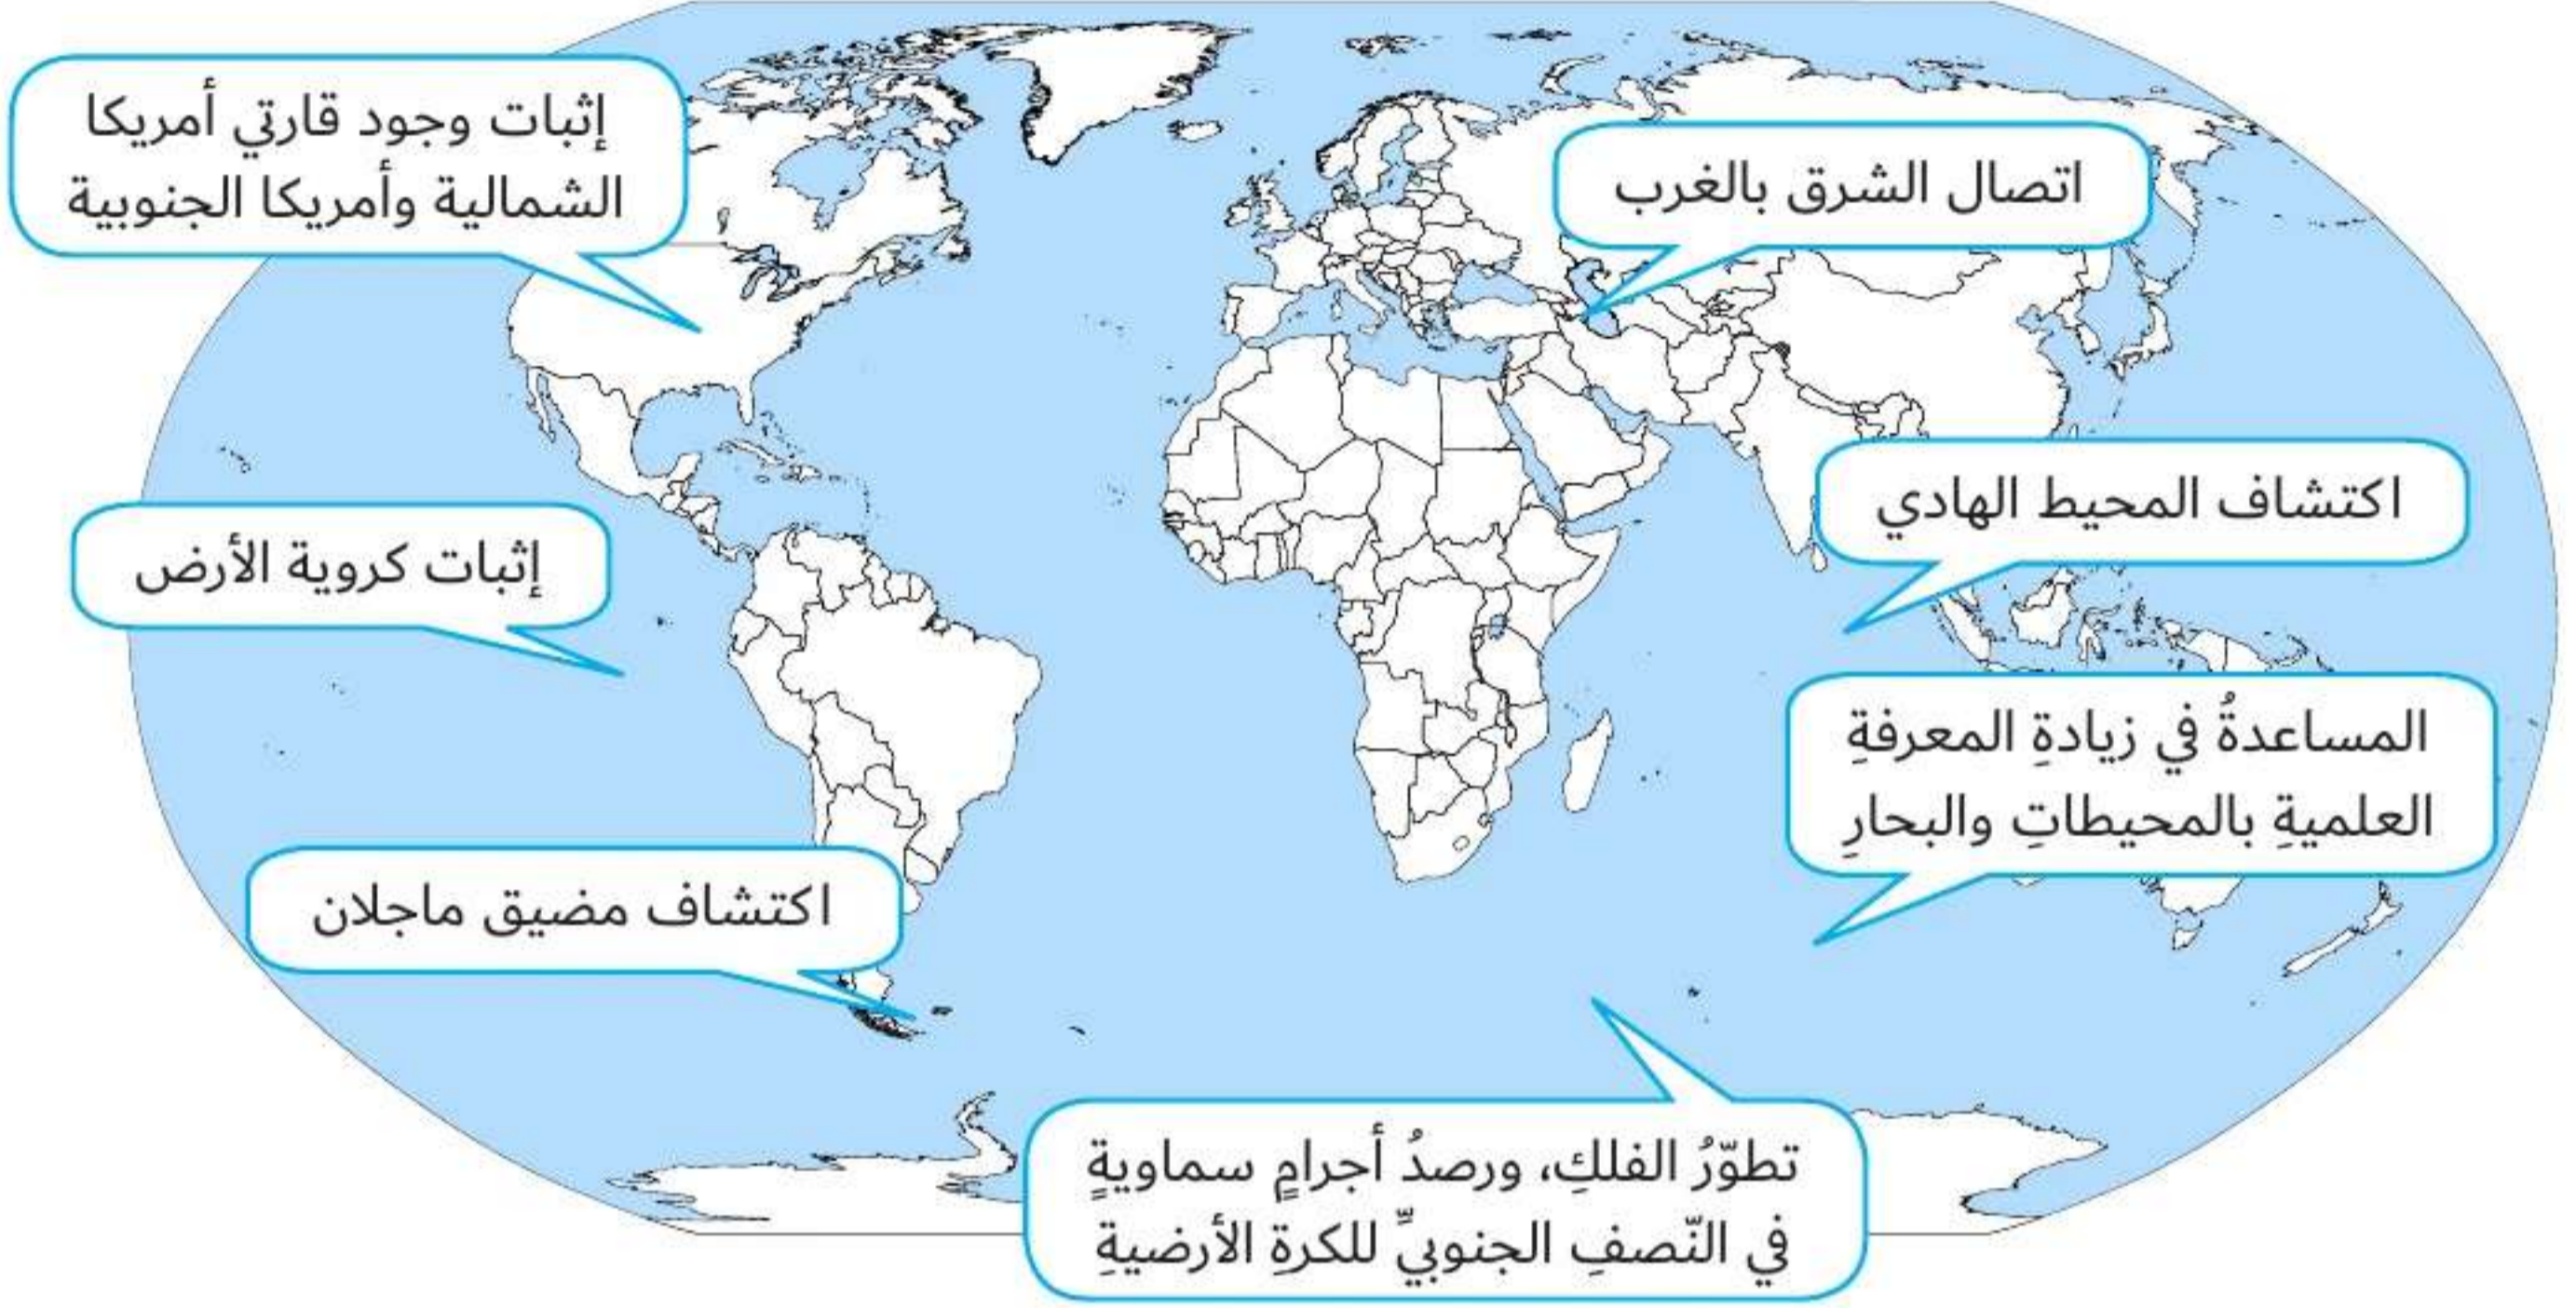 إثبات وجود قارتي أمريكا
الشمالية وأمريكا الجنوبية
اتصال الشرق بالغرب
اكتشاف المحيط الهادي
إثبات كروية الأرض
المساعدةُ في زيادةِ المعرفةِ
العلميةِ بالمحيطاتِ والبحارِ
اكتشاف مضيق ماجلان
تطوّرُ الفلكِ، ورصدُ أجرامٍ سماويةٍ
في النّصفِ الجنوبيِّ للكرةِ الأرضيةِ